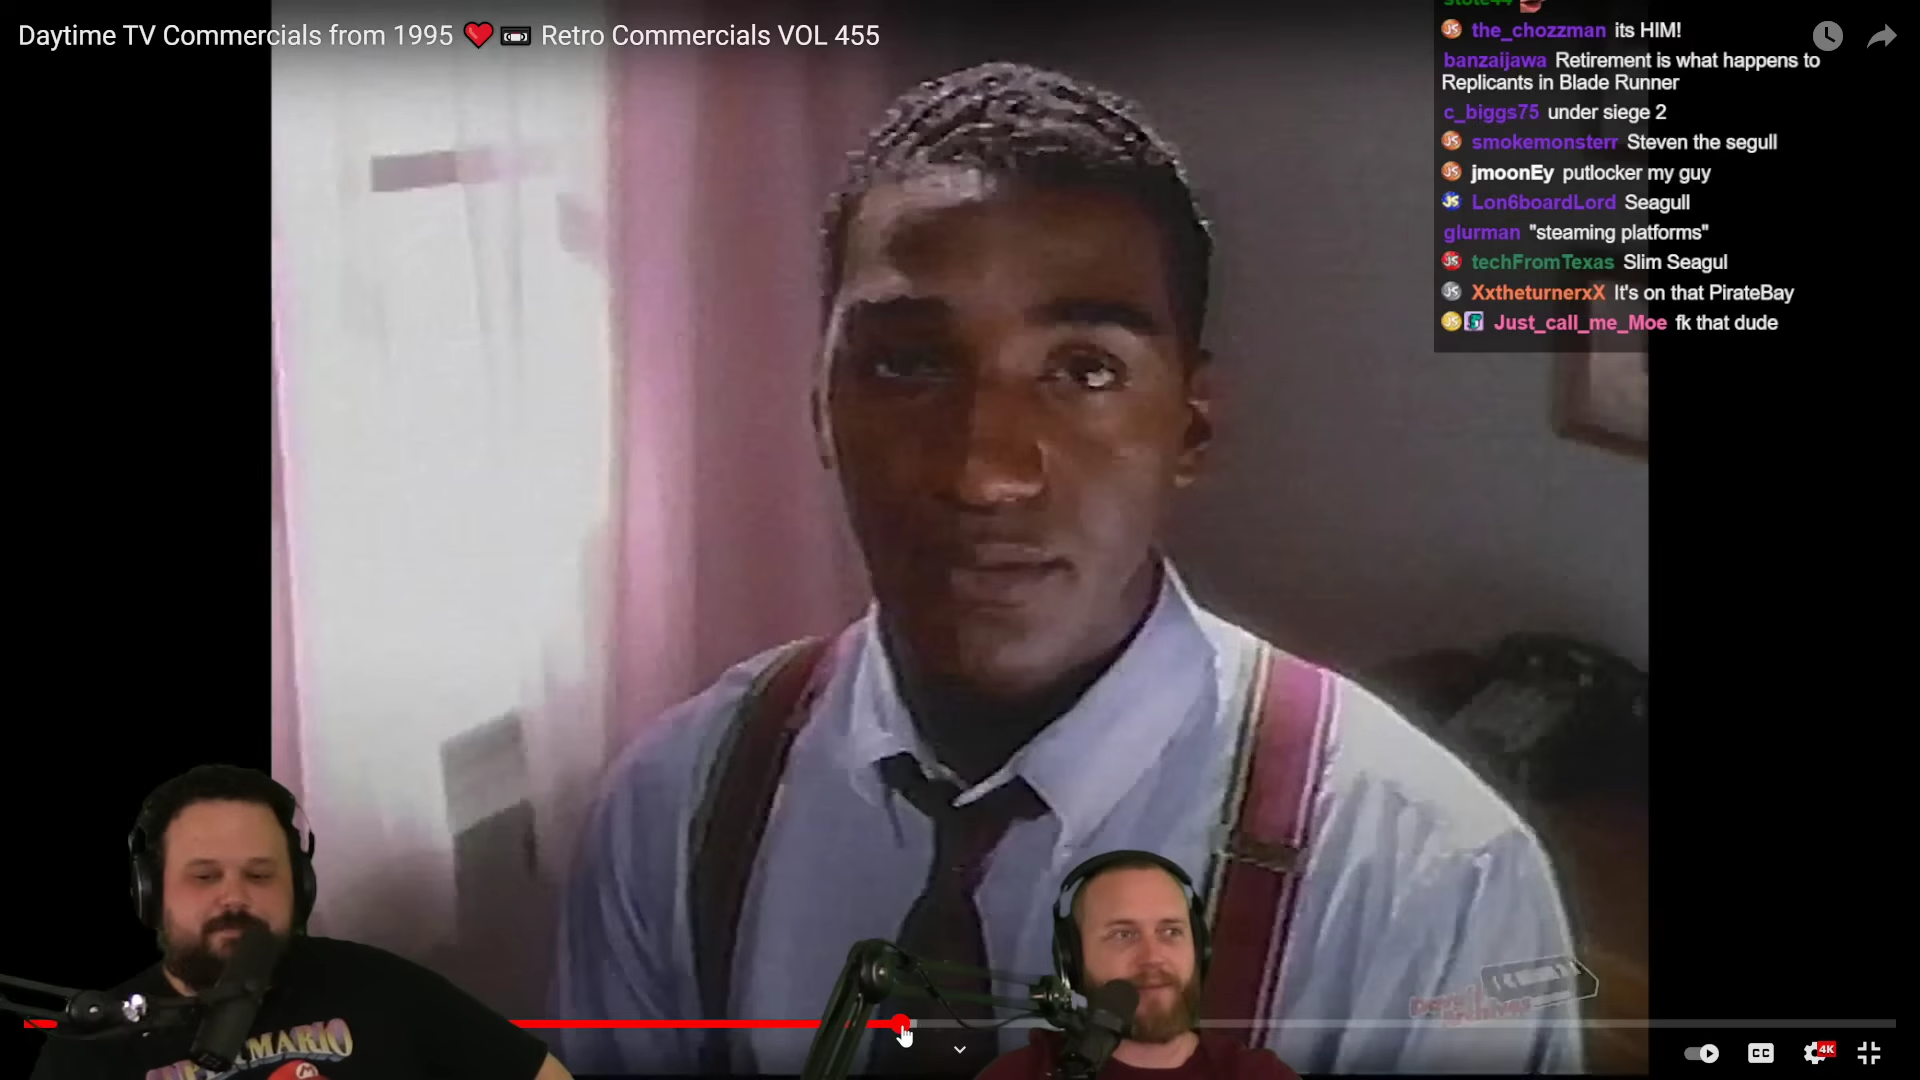 Daytime TV Commercials from 1995 ❤️📼 Retro Commercials VOL 455
the_chozzman its HIM!
banzaijawa Retirement is what happens to
Replicants in Blade Runner
c_biggs75 under siege 2
smokemonsterr Steven the segull
jmoonEy putlocker my guy
Lon6boardLord Seagull
glurman "steaming platforms"
techFromTexas Slim Seagul
XxtheturnerxX It's on that PirateBay
Just_call_me_Moe fk that dude
MARIO
CC
4K